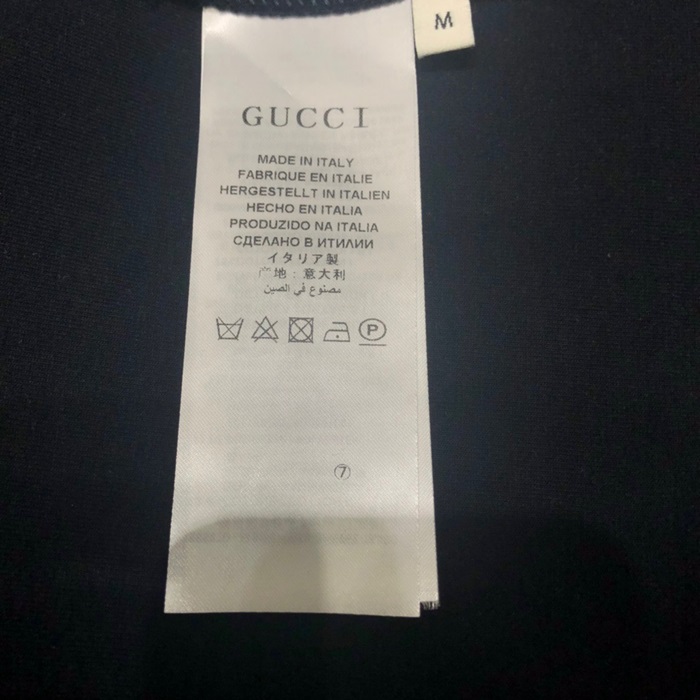 M
GUCCI
MADE IN ITALY
FABRIQUE EN ITALIE
HERGESTELLT IN ITALIEN
HECHO EN ITALIA
PRODUZIDO NA ITALIA
СДЕЛАНО В ИТИЛИИ
イタリア製
地：意大利
مصنوع في الصين
P
⑦